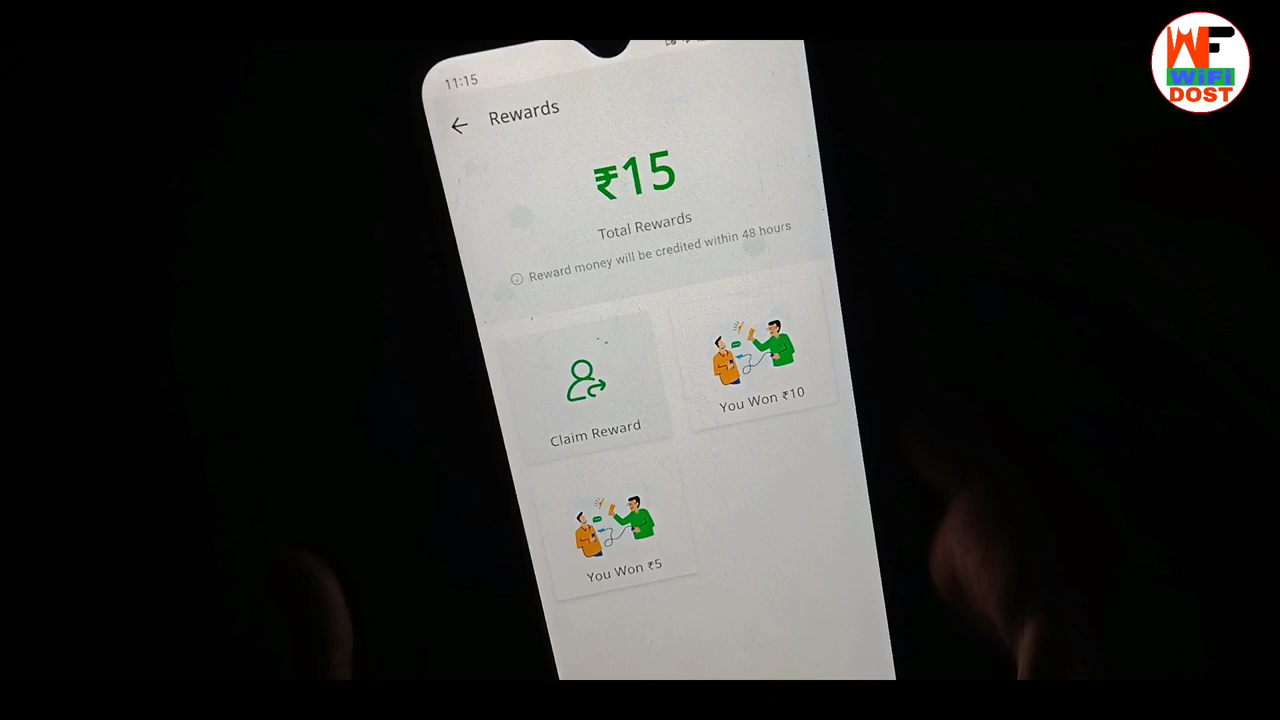 11:15
Rewards
₹15
Total Rewards
Reward money will be credited within 48 hours
Claim Reward
You Won ₹10
You Won ₹5
WF
WiFi
DOST